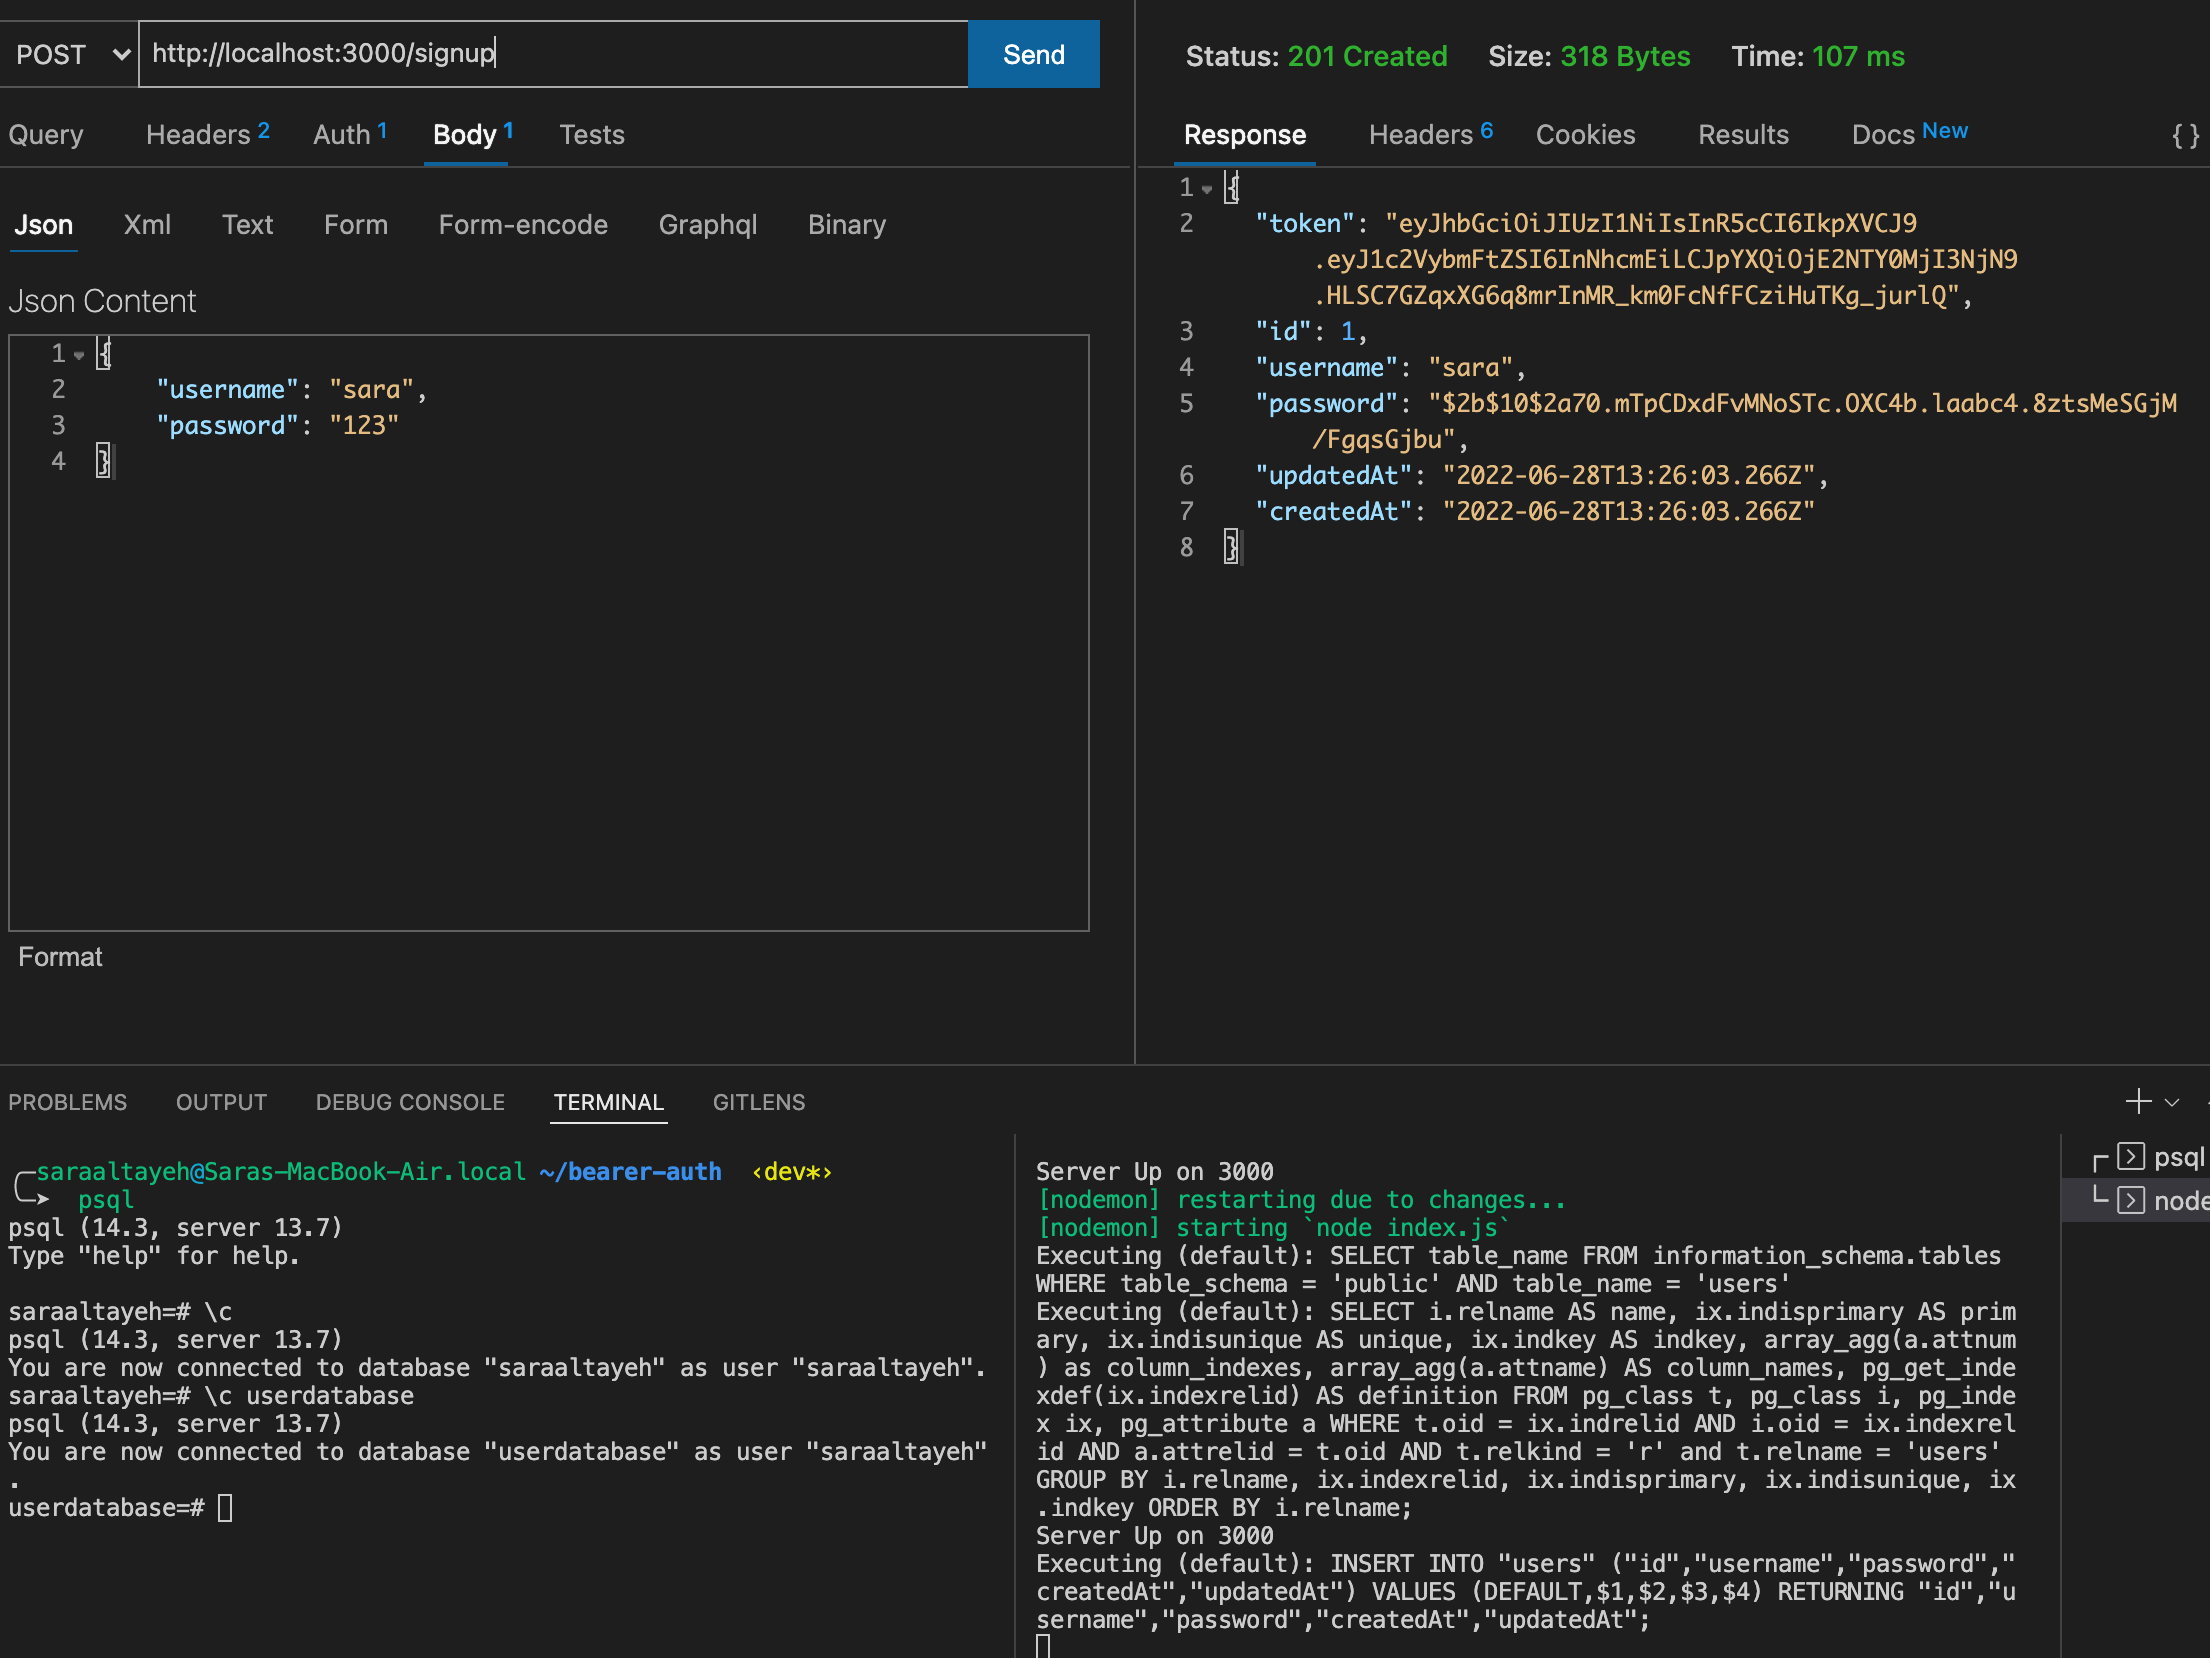 POST http://localhost:3000/signup Send
Query Headers 2 Auth 1 Body 1 Tests
Json Xml Text Form Form-encode Graphql Binary
Json Content
1 {
2 "username": "sara",
3 "password": "123"
4 }
Format
Status: 201 Created Size: 318 Bytes Time: 107 ms
Response Headers 6 Cookies Results Docs New { }
1 {
2 "token": "eyJhbGciOiJIUzI1NiIsInR5cCI6IkpXVCJ9
.eyJ1c2VybmFtZSI6InNhcmEiLCJpYXQiOjE2NTY0MjI3NjN9
.HLSC7GZqxXG6q8mrInMR_km0FcNfFCziHuTKg_jurlQ",
3 "id": 1,
4 "username": "sara",
5 "password": "$2b$10$2a70.mTpCDxdFvMNoSTc.OXC4b.laabc4.8ztsMeSGjM
/FgqsGjbu",
6 "updatedAt": "2022-06-28T13:26:03.266Z",
7 "createdAt": "2022-06-28T13:26:03.266Z"
8 }
PROBLEMS OUTPUT DEBUG CONSOLE TERMINAL GITLENS
saraaltayeh@Saras-MacBook-Air.local ~/bearer-auth ‹dev*›
psql
psql (14.3, server 13.7)
Type "help" for help.
saraaltayeh=# \c
psql (14.3, server 13.7)
You are now connected to database "saraaltayeh" as user "saraaltayeh".
saraaltayeh=# \c userdatabase
psql (14.3, server 13.7)
You are now connected to database "userdatabase" as user "saraaltayeh"
.
userdatabase=#
Server Up on 3000
[nodemon] restarting due to changes...
[nodemon] starting `node index.js`
Executing (default): SELECT table_name FROM information_schema.tables
WHERE table_schema = 'public' AND table_name = 'users'
Executing (default): SELECT i.relname AS name, ix.indisprimary AS prim
ary, ix.indisunique AS unique, ix.indkey AS indkey, array_agg(a.attnum
) as column_indexes, array_agg(a.attname) AS column_names, pg_get_inde
xdef(ix.indexrelid) AS definition FROM pg_class t, pg_class i, pg_inde
x ix, pg_attribute a WHERE t.oid = ix.indrelid AND i.oid = ix.indexrel
id AND a.attrelid = t.oid AND t.relkind = 'r' and t.relname = 'users'
GROUP BY i.relname, ix.indexrelid, ix.indisprimary, ix.indisunique, ix
.indkey ORDER BY i.relname;
Server Up on 3000
Executing (default): INSERT INTO "users" ("id","username","password","
createdAt","updatedAt") VALUES (DEFAULT,$1,$2,$3,$4) RETURNING "id","u
sername","password","createdAt","updatedAt";
psql
node